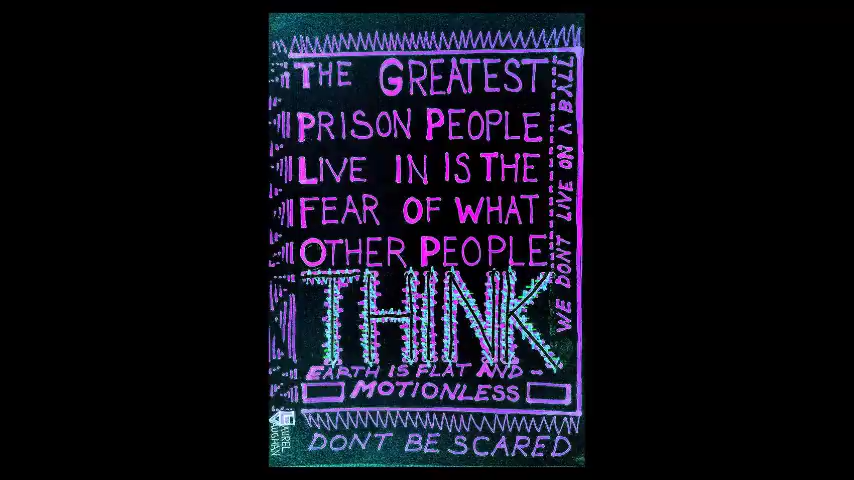 THE GREATEST
PRISON PEOPLE
LIVE IN IS THE
FEAR OF WHAT
OTHER PEOPLE
THINK
EARTH IS FLAT AND -
MOTIONLESS
DONT BE SCARED
WE DONT LIVE ON A BALL